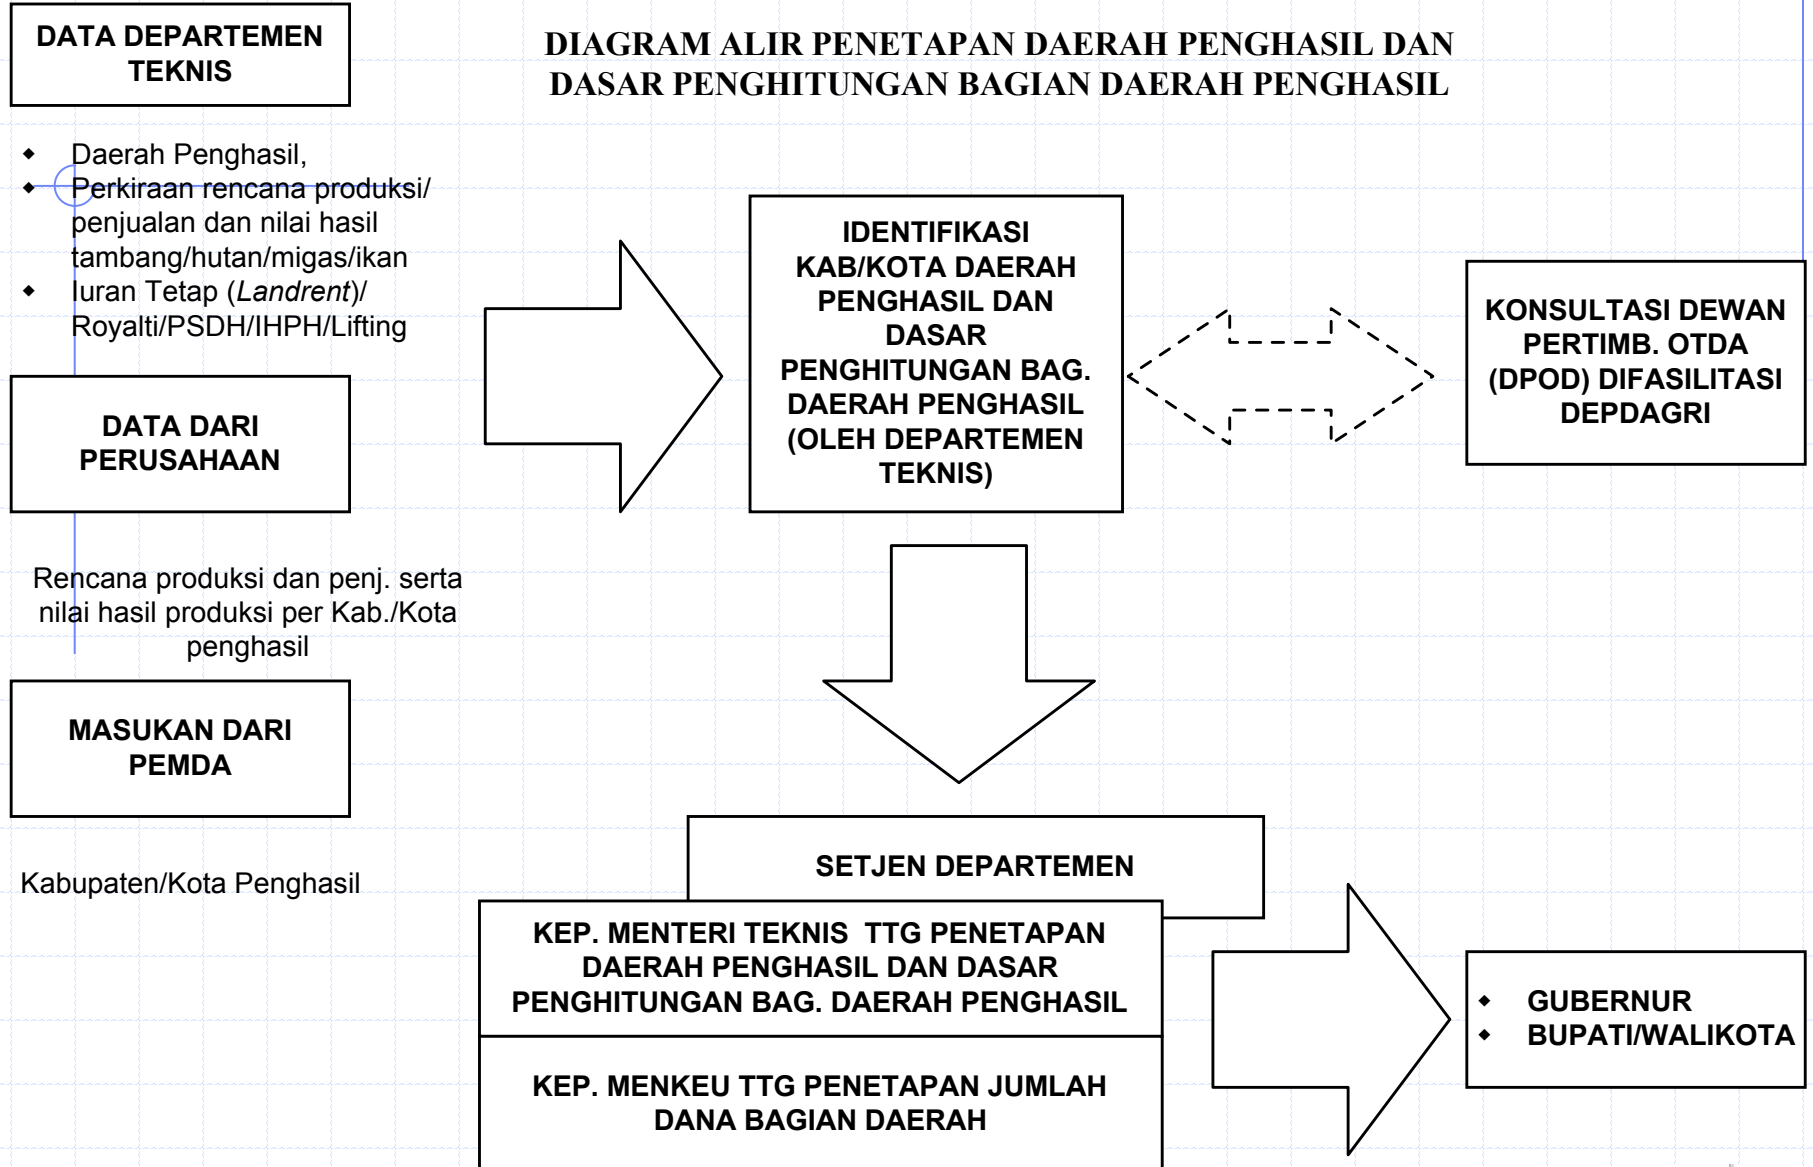 DATA DEPARTEMEN
TEKNIS
DIAGRAM ALIR PENETAPAN DAERAH PENGHASIL DAN
DASAR PENGHITUNGAN BAGIAN DAERAH PENGHASIL
◆ Daerah Penghasil,
◆ Perkiraan rencana produksi/
penjualan dan nilai hasil
tambang/hutan/migas/ikan
◆ Iuran Tetap (Landrent)/
Royalti/PSDH/IHPH/Lifting
DATA DARI
PERUSAHAAN
Rencana produksi dan penj. serta
nilai hasil produksi per Kab./Kota
penghasil
MASUKAN DARI
PEMDA
Kabupaten/Kota Penghasil
IDENTIFIKASI
KAB/KOTA DAERAH
PENGHASIL DAN
DASAR
PENGHITUNGAN BAG.
DAERAH PENGHASIL
(OLEH DEPARTEMEN
TEKNIS)
KONSULTASI DEWAN
PERTIMB. OTDA
(DPOD) DIFASILITASI
DEPDAGRI
SETJEN DEPARTEMEN
KEP. MENTERI TEKNIS TTG PENETAPAN
DAERAH PENGHASIL DAN DASAR
PENGHITUNGAN BAG. DAERAH PENGHASIL
KEP. MENKEU TTG PENETAPAN JUMLAH
DANA BAGIAN DAERAH
◆ GUBERNUR
◆ BUPATI/WALIKOTA